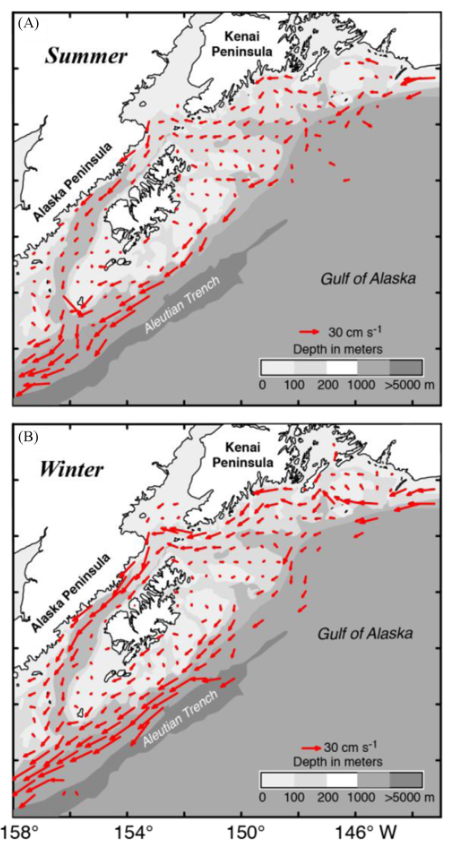 (A)
Summer
Kenai
Peninsula
Alaska Peninsula
Gulf of Alaska
Aleutian Trench
30 cm s⁻¹
Depth in meters
0 100 200 1000 >5000 m
(B)
Winter
Kenai
Peninsula
Alaska Peninsula
Gulf of Alaska
Aleutian Trench
30 cm s⁻¹
Depth in meters
0 100 200 1000 >5000 m
158° 154° 150° 146° W